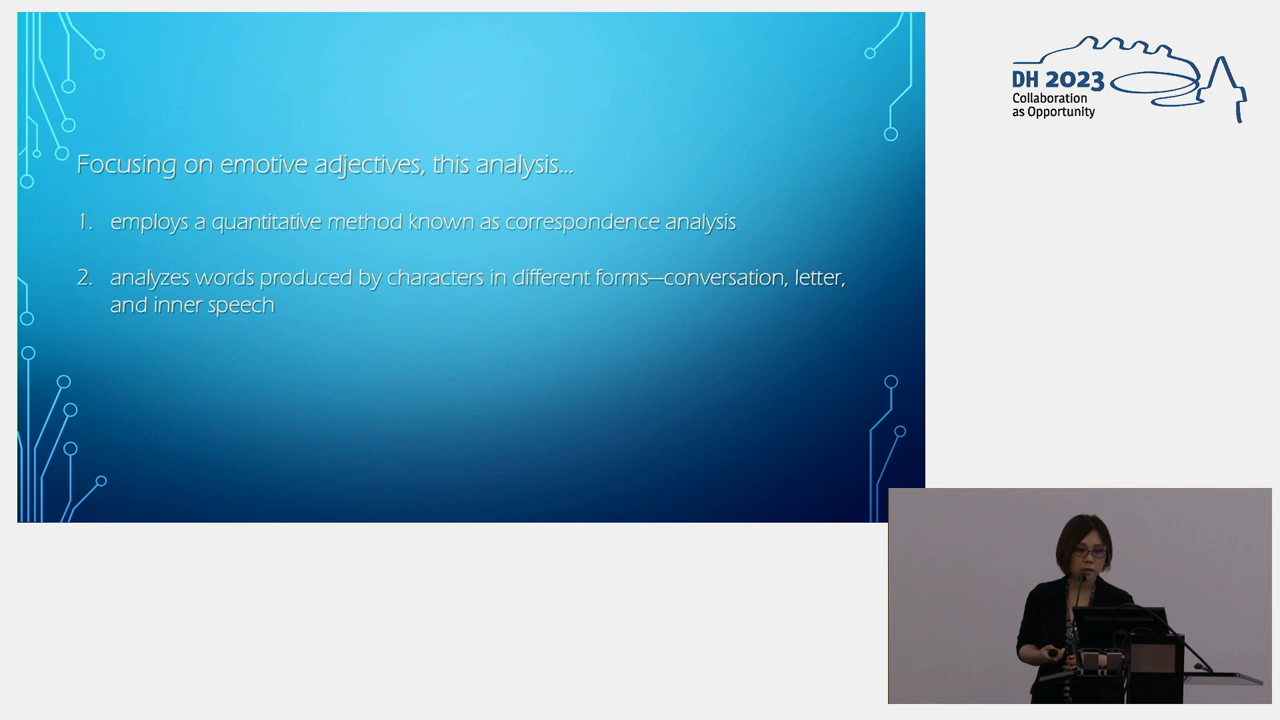 Focusing on emotive adjectives, this analysis...
1. employs a quantitative method known as correspondence analysis
2. analyzes words produced by characters in different forms—conversation, letter,
and inner speech
DH 2023
Collaboration
as Opportunity